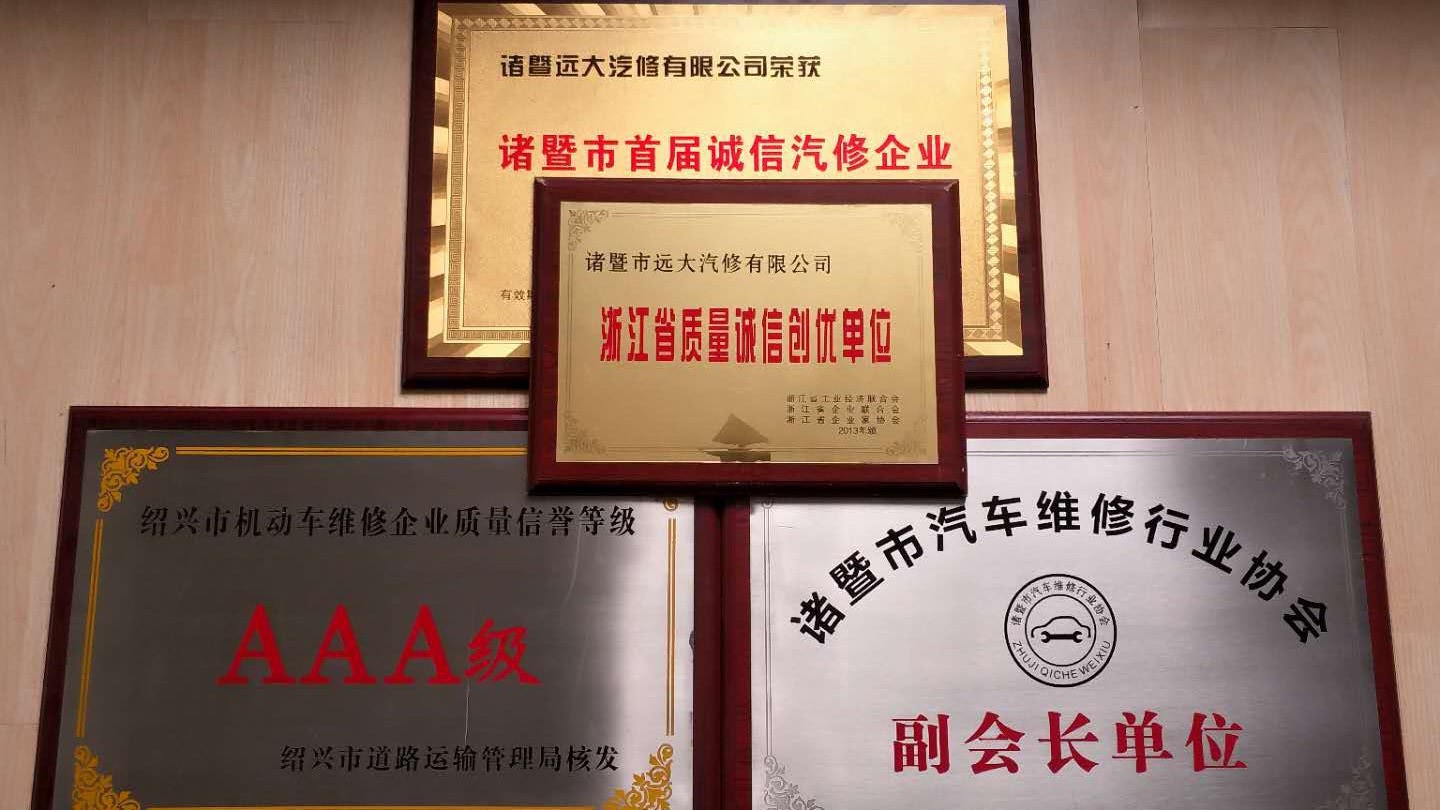 诸暨远大汽修有限公司荣获
诸暨市首届诚信汽修企业
有效
诸暨市远大汽修有限公司
浙江省质量诚信创优单位
浙江省工业经济联合会
浙江省企业联合会
浙江省企业家协会
2013年颁
绍兴市机动车维修企业质量信誉等级
AAA级
绍兴市道路运输管理局核发
诸暨市汽车维修行业协会
诸暨市汽车维修行业协会
ZHUJI QICHE WEIXIU
副会长单位